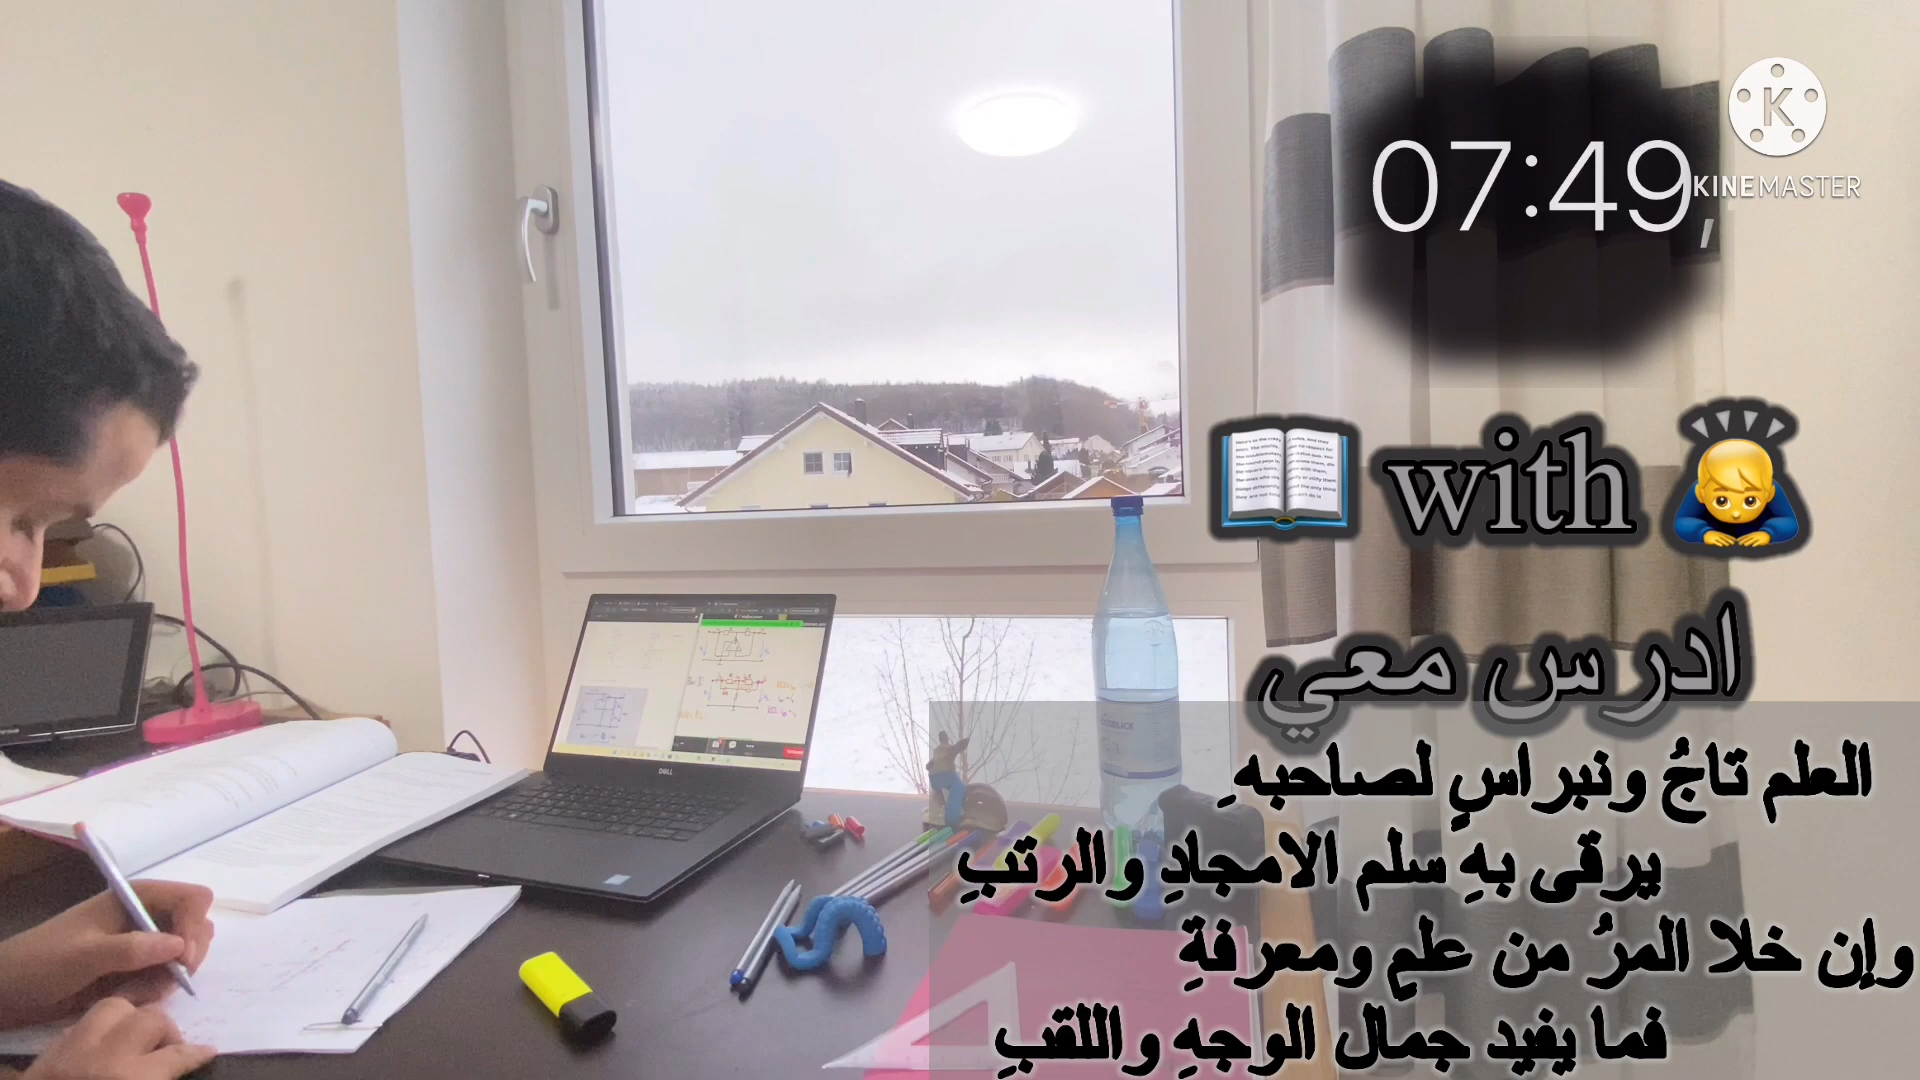 07:49,
KINEMASTER
with
ادرس معي
العلم تاجُ ونبراسٍ لصاحبهِ
يرقى بهِ سلم الامجادِ والرتبِ
وإن خلا المرُ من علمٍ ومعرفةِ
فما يفيد جمال الوجهِ واللقبِ
DELL